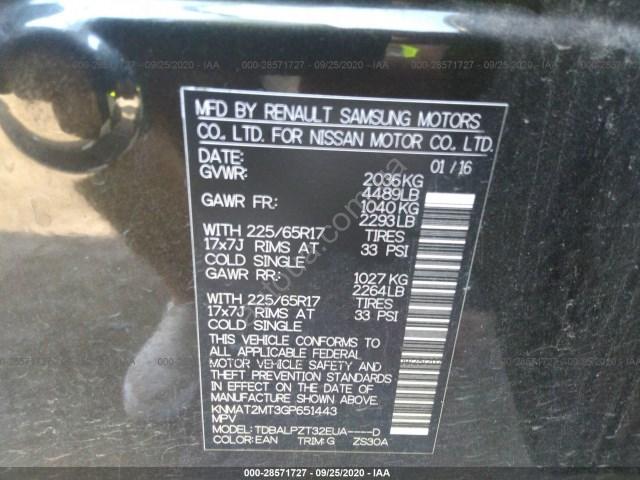 000-28571727 - 09/25/2020 - IAA
MFD BY RENAULT SAMSUNG MOTORS
CO. LTD. FOR NISSAN MOTOR CO. LTD.
DATE: 01/16
GVWR: 2036KG
4489LB
GAWR FR: 1040KG
2293LB
WITH 225/65R17 TIRES
17x7J RIMS AT 33 PSI
COLD SINGLE
GAWR RR: 1027KG
2264LB
WITH 225/65R17 TIRES
17x7J RIMS AT 33 PSI
COLD SINGLE
THIS VEHICLE CONFORMS TO
ALL APPLICABLE FEDERAL
MOTOR VEHICLE SAFETY AND
THEFT PREVENTION STANDARDS
IN EFFECT ON THE DATE OF
MANUFACTURE SHOWN ABOVE.
KNMAT2MT3GP651443
MPV
MODEL: TDBALPZT32EUA----D
COLOR: EAN TRIM: G ZS30A
000-28571727 - 09/25/2020 - IAA